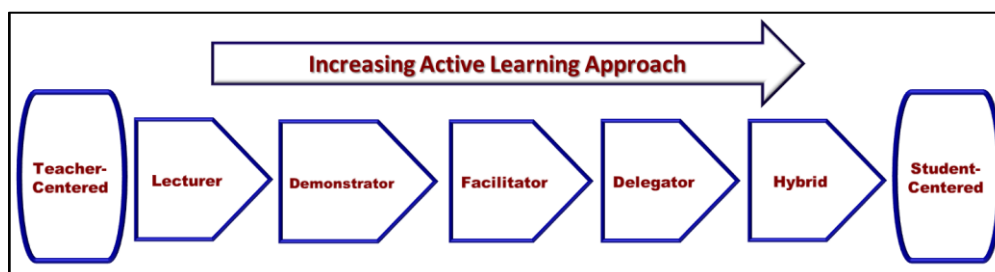 Increasing Active Learning Approach
Teacher-
Centered
Lecturer
Demonstrator
Facilitator
Delegator
Hybrid
Student-
Centered